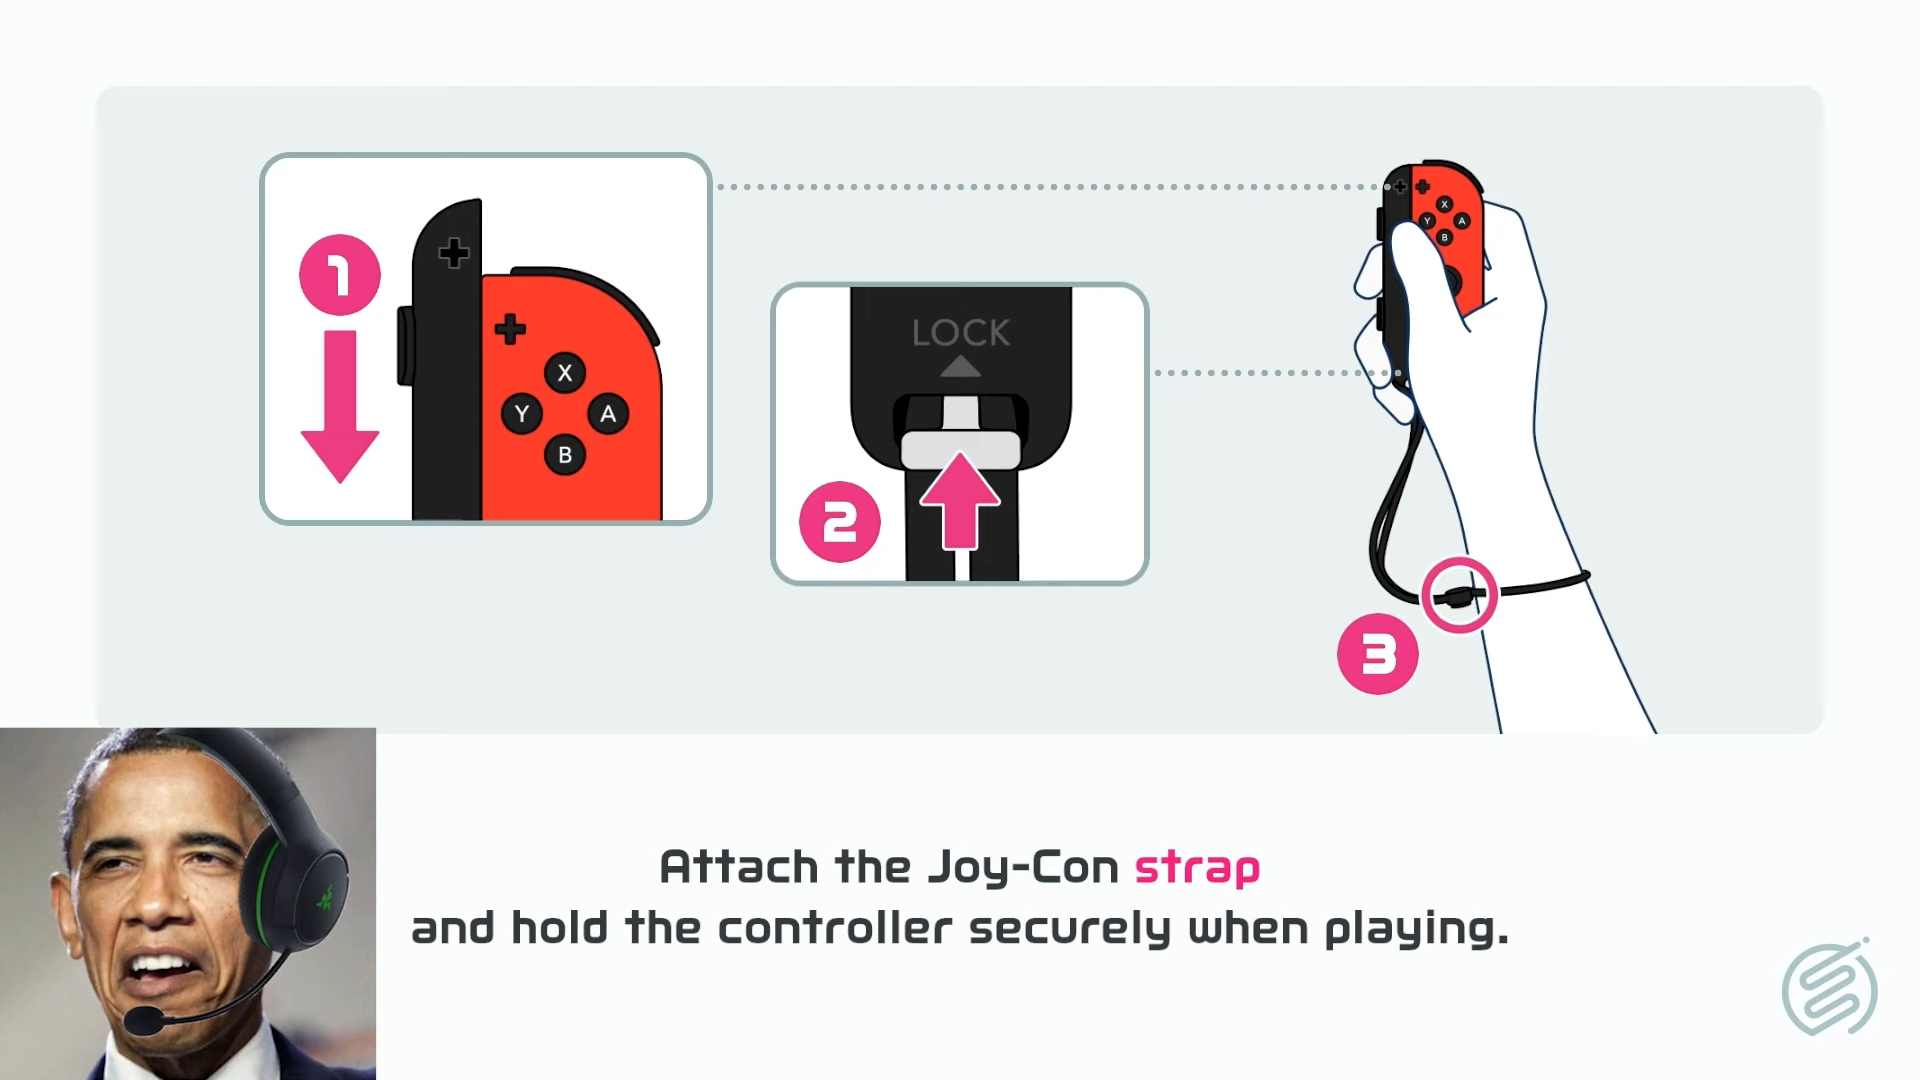 1
X
Y
A
B
LOCK
2
X
Y
A
B
3
Attach the Joy-Con strap
and hold the controller securely when playing.